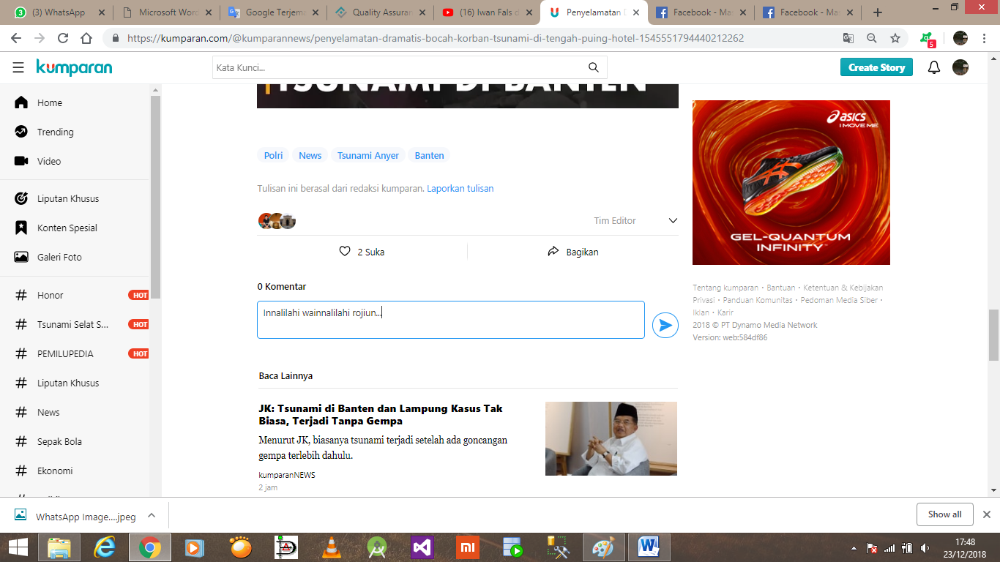 (3) WhatsApp
Microsoft Word
Google Terjema
Quality Assuran
(16) Iwan Fals d
Penyelamatan D
Facebook - Ma
Facebook - Ma
https://kumparan.com/@kumparannews/penyelamatan-dramatis-bocah-korban-tsunami-di-tengah-puing-hotel-1545551794440212262
5
kumparan
Kata Kunci...
Create Story
Home
Trending
Video
Liputan Khusus
Konten Spesial
Galeri Foto
Honor HOT
Tsunami Selat S... HOT
PEMILUPEDIA HOT
Liputan Khusus
News
Sepak Bola
Ekonomi
TSUNAMI DI BANTEN
Polri News Tsunami Anyer Banten
Tulisan ini berasal dari redaksi kumparan. Laporkan tulisan
Tim Editor
2 Suka
Bagikan
0 Komentar
Innalilahi wainnalilahi rojiun...
Baca Lainnya
JK: Tsunami di Banten dan Lampung Kasus Tak
Biasa, Terjadi Tanpa Gempa
Menurut JK, biasanya tsunami terjadi setelah ada goncangan
gempa terlebih dahulu.
kumparanNEWS
2 jam
asics
I MOVE ME
GEL-QUANTUM
INFINITY™
Tentang kumparan • Bantuan • Ketentuan & Kebijakan
Privasi • Panduan Komunitas • Pedoman Media Siber •
Iklan • Karir
2018 © PT Dynamo Media Network
Version: web:584df86
WhatsApp Image....jpeg
Show all
17:48
23/12/2018